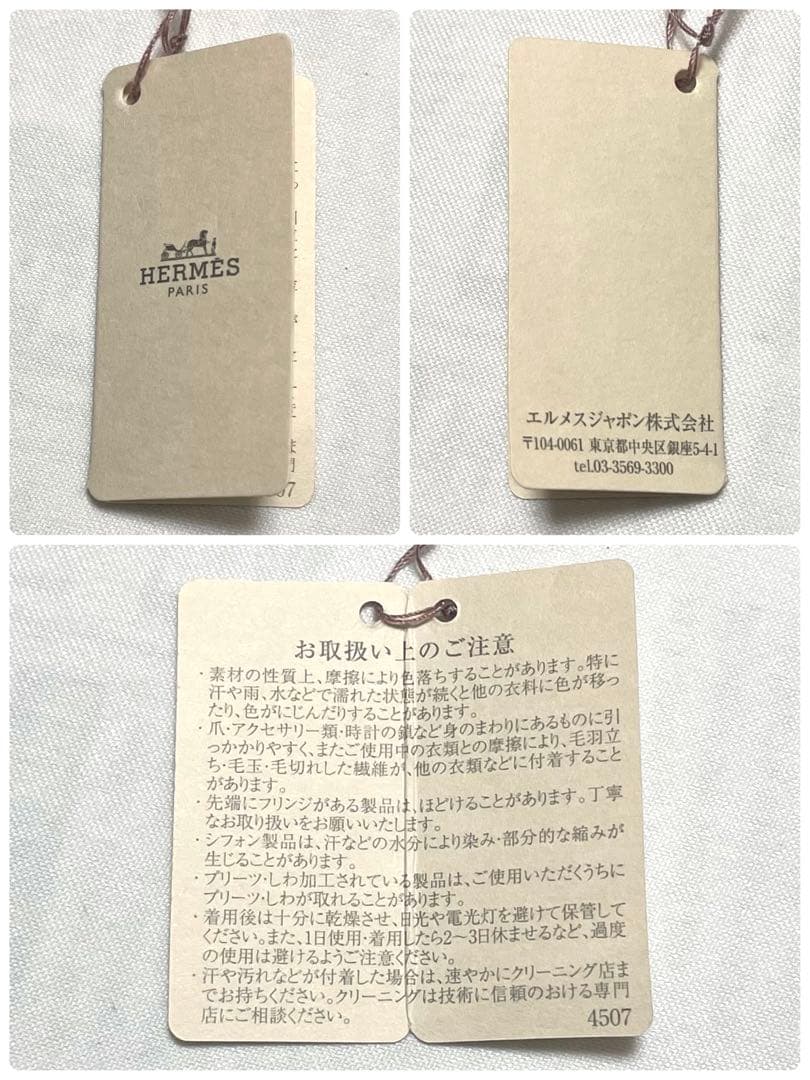 HERMÈS
PARIS
ま
門
07
エルメスジャポン株式会社
〒104-0061 東京都中央区銀座5-4-1
tel.03-3569-3300
お取扱い上のご注意
・素材の性質上、摩擦により色落ちすることがあります。特に
汗や雨、水などで濡れた状態が続くと他の衣料に色が移っ
たり、色がにじんだりすることがあります。
・爪・アクセサリー類・時計の鎖など身のまわりにあるものに引
っかかりやすく、またご使用中の衣類との摩擦により、毛羽立
ち・毛玉・毛切れした繊維が、他の衣類などに付着すること
があります。
・先端にフリンジがある製品は、ほどけることがあります。丁寧
なお取り扱いをお願いいたします。
・シフォン製品は、汗などの水分により染み・部分的な縮みが
生じることがあります。
・プリーツ・しわ加工されている製品は、ご使用いただくうちに
プリーツ・しわが取れることがあります。
・着用後は十分に乾燥させ、日光や電光灯を避けて保管して
ください。また、1日使用・着用したら2〜3日休ませるなど、過度
の使用は避けるようご注意ください。
・汗や汚れなどが付着した場合は、速やかにクリーニング店ま
でお持ちください。クリーニングは技術に信頼のおける専門
店にご相談ください。
4507